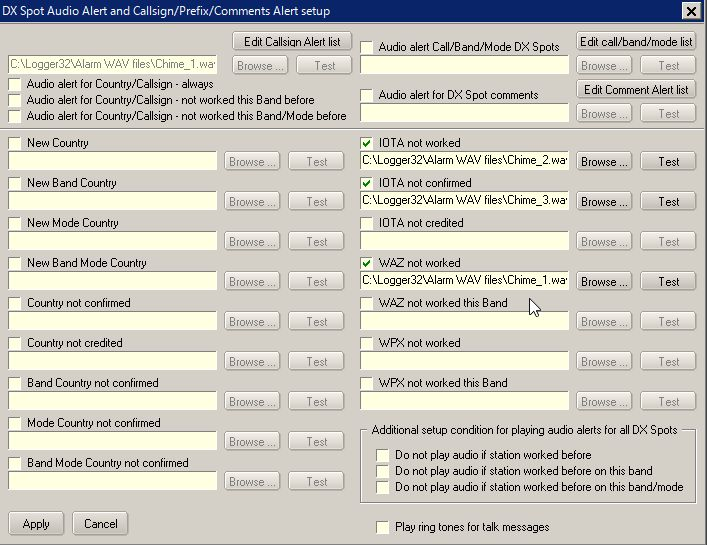 DX Spot Audio Alert and Callsign/Prefix/Comments Alert setup
Edit Callsign Alert list
C:\Logger32\Alarm WAV files\Chime_1.wav
Browse ...
Test
Audio alert for Country/Callsign - always
Audio alert for Country/Callsign - not worked this Band before
Audio alert for Country/Callsign - not worked this Band/Mode before
Audio alert Call/Band/Mode DX Spots
Edit call/band/mode list
Browse ...
Test
Audio alert for DX Spot comments
Edit Comment Alert list
Browse ...
Test
New Country
Browse ...
Test
New Band Country
Browse ...
Test
New Mode Country
Browse ...
Test
New Band Mode Country
Browse ...
Test
Country not confirmed
Browse ...
Test
Country not credited
Browse ...
Test
Band Country not confirmed
Browse ...
Test
Mode Country not confirmed
Browse ...
Test
Band Mode Country not confirmed
Browse ...
Test
IOTA not worked
C:\Logger32\Alarm WAV files\Chime_2.wav
Browse ...
Test
IOTA not confirmed
C:\Logger32\Alarm WAV files\Chime_3.wav
Browse ...
Test
IOTA not credited
Browse ...
Test
WAZ not worked
C:\Logger32\Alarm WAV files\Chime_1.wav
Browse ...
Test
WAZ not worked this Band
Browse ...
Test
WPX not worked
Browse ...
Test
WPX not worked this Band
Browse ...
Test
Additional setup condition for playing audio alerts for all DX Spots
Do not play audio if station worked before
Do not play audio if station worked before on this band
Do not play audio if station worked before on this band/mode
Apply
Cancel
Play ring tones for talk messages